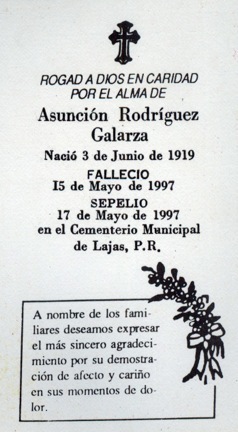 ROGAD A DIOS EN CARIDAD
POR EL ALMA DE
Asunción Rodríguez
Galarza
Nació 3 de Junio de 1919
FALLECIO
15 de Mayo de 1997
SEPELIO
17 de Mayo de 1997
en el Cementerio Municipal
de Lajas, P.R.
A nombre de los fami-
liares deseamos expresar
el más sincero agradeci-
miento por su demostra-
ción de afecto y cariño
en sus momentos de do-
lor.